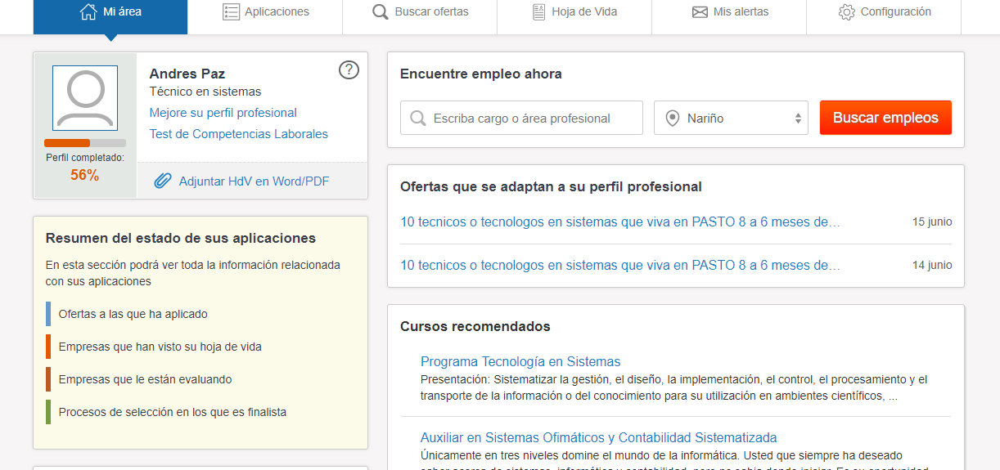 Mi área
Aplicaciones
Buscar ofertas
Hoja de Vida
Mis alertas
Configuración
Andres Paz
?
Técnico en sistemas
Mejore su perfil profesional
Test de Competencias Laborales
Perfil completado:
56%
Adjuntar HdV en Word/PDF
Resumen del estado de sus aplicaciones
En esta sección podrá ver toda la información relacionada
con sus aplicaciones
Ofertas a las que ha aplicado
Empresas que han visto su hoja de vida
Empresas que le están evaluando
Procesos de selección en los que es finalista
Encuentre empleo ahora
Escriba cargo o área profesional
Nariño
Buscar empleos
Ofertas que se adaptan a su perfil profesional
10 tecnicos o tecnologos en sistemas que viva en PASTO 8 a 6 meses de…
15 junio
10 tecnicos o tecnologos en sistemas que viva en PASTO 8 a 6 meses de…
14 junio
Cursos recomendados
Programa Tecnología en Sistemas
Presentación: Sistematizar la gestión, el diseño, la implementación, el control, el procesamiento y el
transporte de la información o del conocimiento para su utilización en ambientes científicos, ...
Auxiliar en Sistemas Ofimáticos y Contabilidad Sistematizada
Únicamente en tres niveles domine el mundo de la informática. Usted que siempre ha deseado